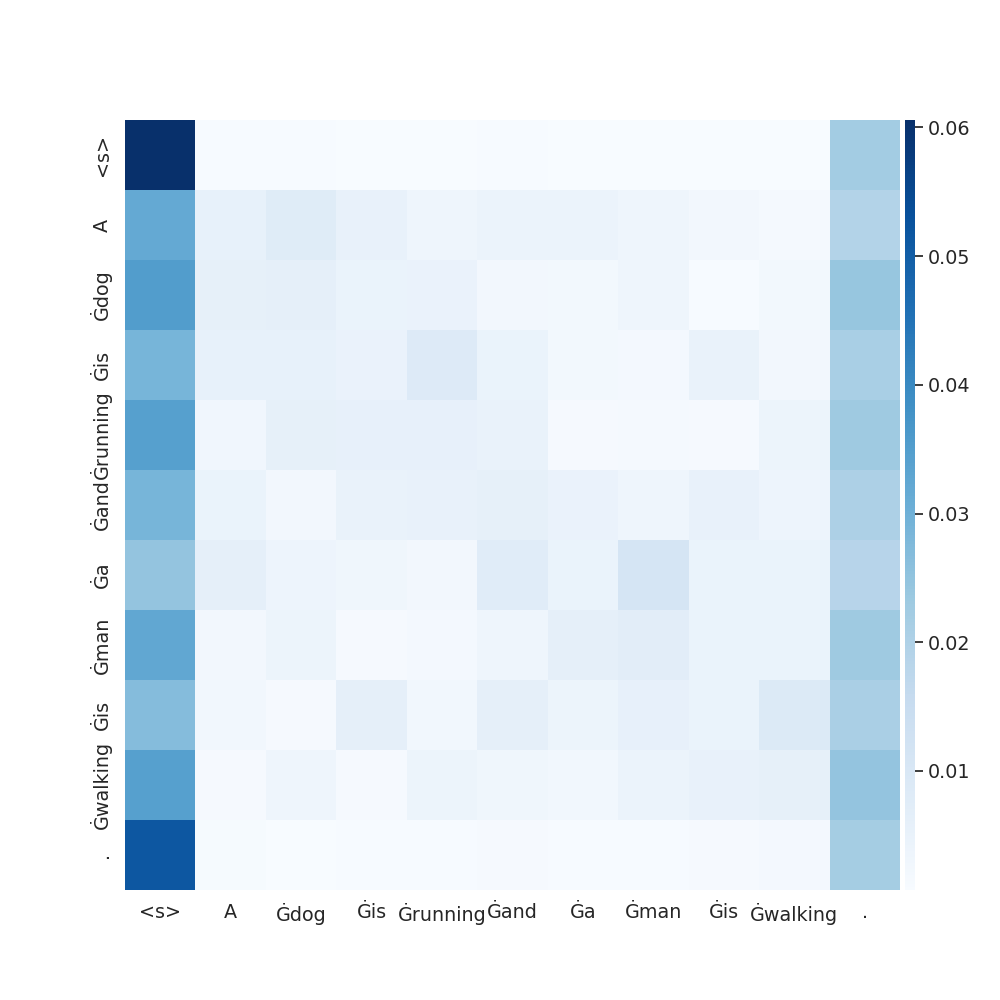 <s>
A
Ġdog
Ġis
Ġrunning
Ġand
Ġa
Ġman
Ġis
Ġwalking
.
<s> A Ġdog Ġis Ġrunning Ġand Ġa Ġman Ġis Ġwalking .
0.06
0.05
0.04
0.03
0.02
0.01